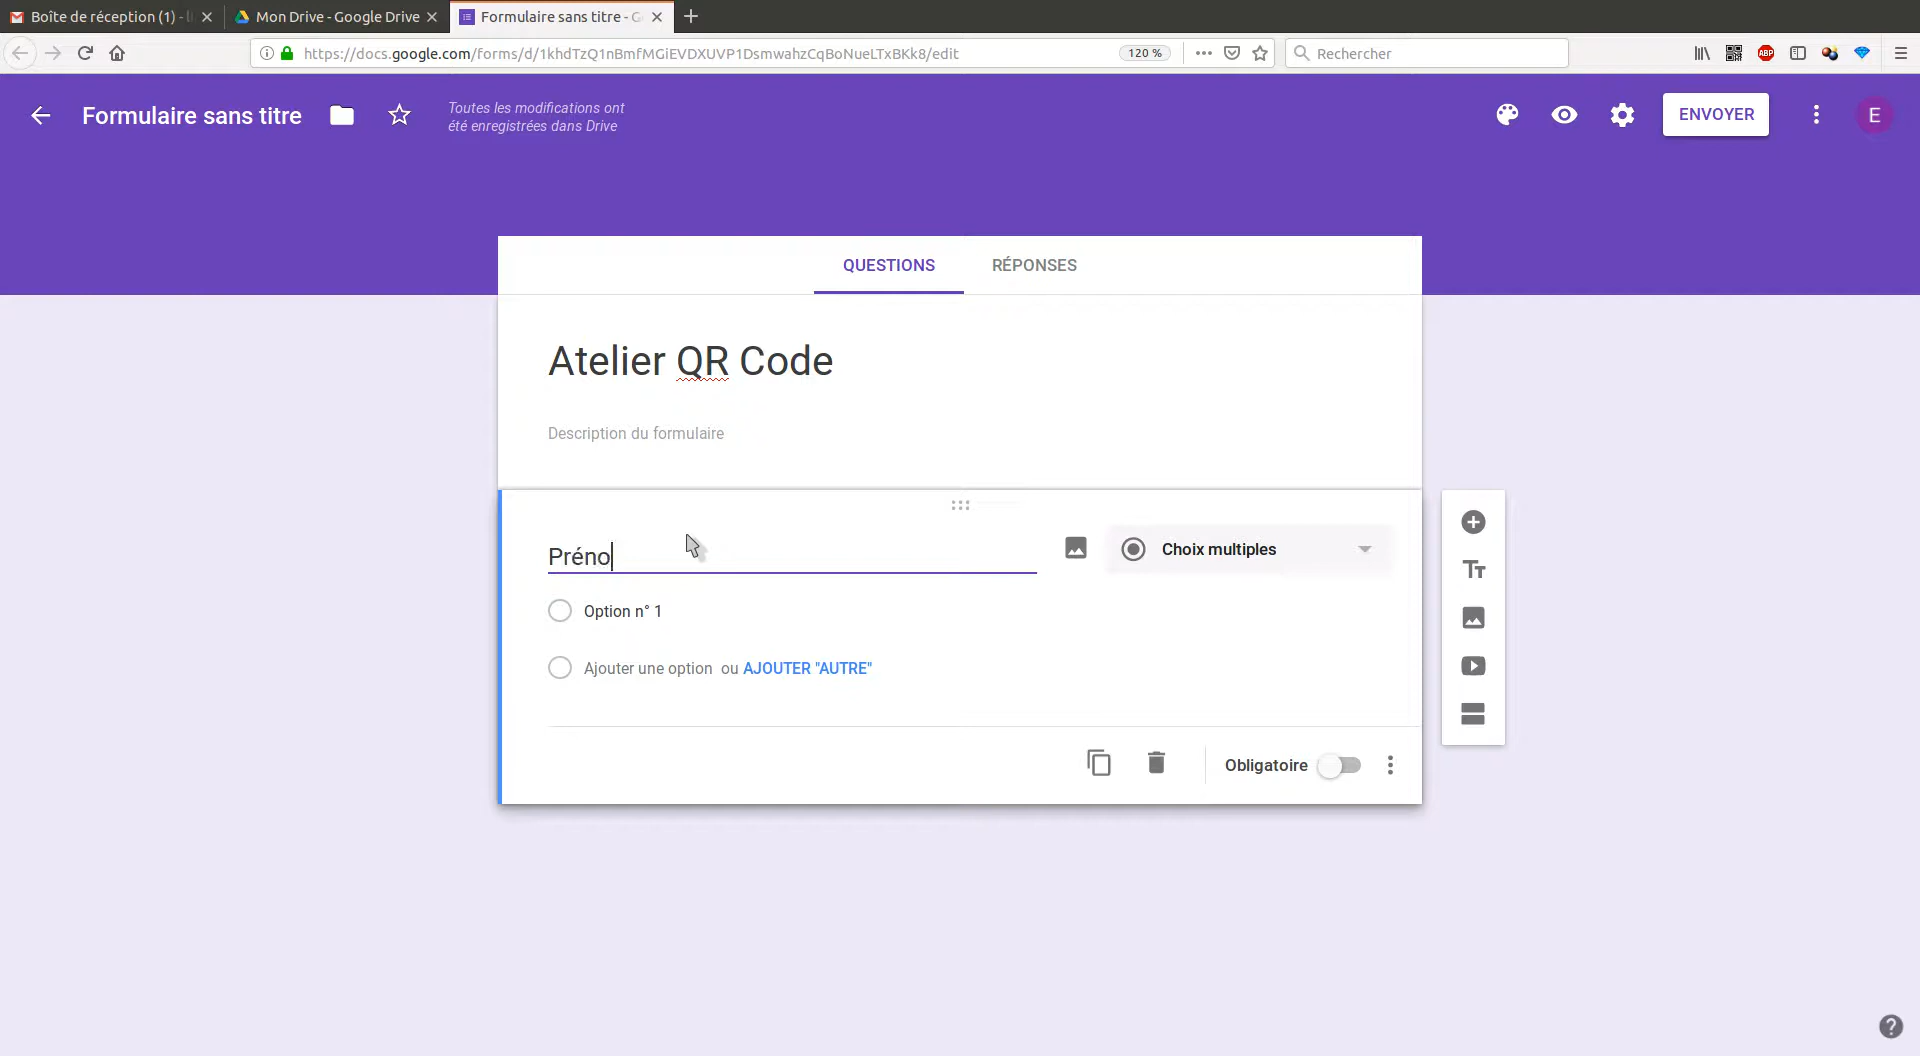 Boîte de réception (1) -
Mon Drive - Google Drive
Formulaire sans titre - G
https://docs.google.com/forms/d/1khdTzQ1nBmfMGiEVDXUVP1DsmwahzCqBoNueLTxBKk8/edit
120 %
Rechercher
ABP
Formulaire sans titre
Toutes les modifications ont
été enregistrées dans Drive
ENVOYER
E
QUESTIONS
RÉPONSES
Atelier QR Code
Description du formulaire
Préno
Choix multiples
Option n° 1
Ajouter une option ou AJOUTER "AUTRE"
Tт
Obligatoire